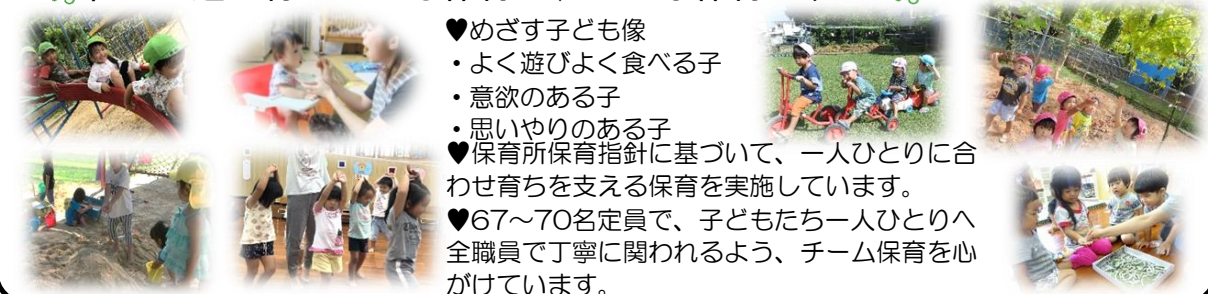 ♥めざす子ども像
・よく遊びよく食べる子
・意欲のある子
・思いやりのある子
♥保育所保育指針に基づいて、一人ひとりに合
わせ育ちを支える保育を実施しています。
♥67～70名定員で、子どもたち一人ひとりへ
全職員で丁寧に関われるよう、チーム保育を心
がけています。